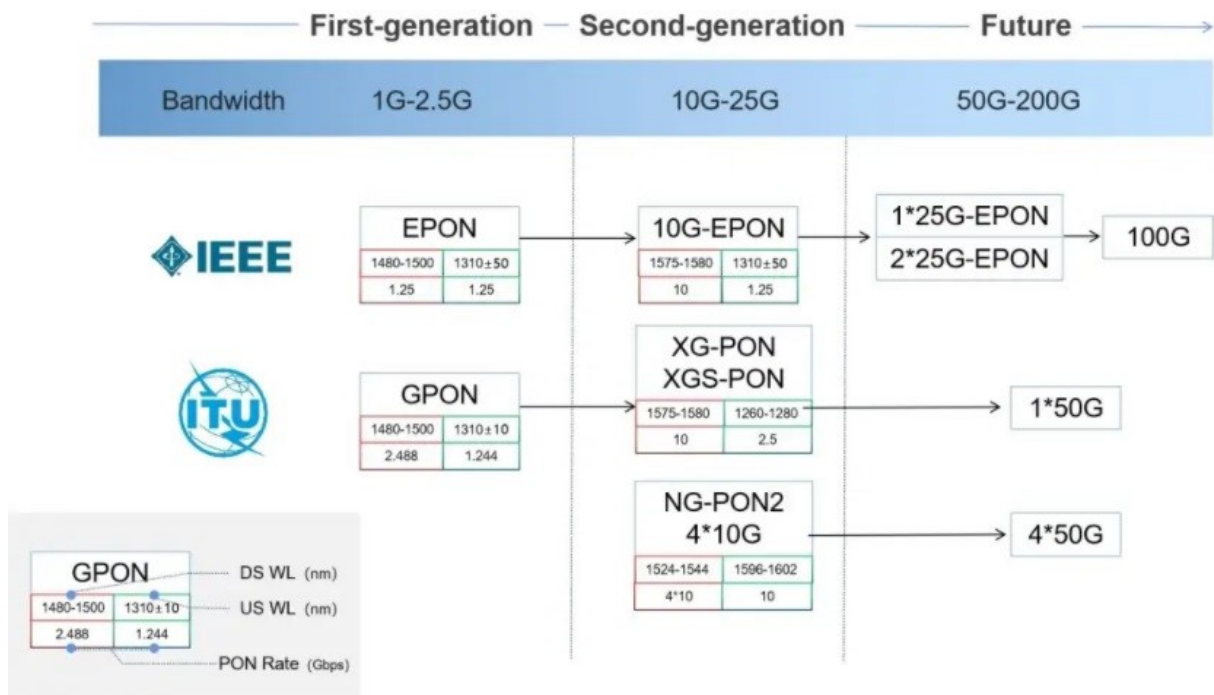 First-generation
Second-generation
Future
Bandwidth 1G-2.5G 10G-25G 50G-200G
IEEE
EPON
1480-1500 1310±50
1.25 1.25
10G-EPON
1575-1580 1310±50
10 1.25
1*25G-EPON
2*25G-EPON
100G
ITU
GPON
1480-1500 1310±10
2.488 1.244
XG-PON
XGS-PON
1575-1580 1260-1280
10 2.5
1*50G
NG-PON2
4*10G
1524-1544 1596-1602
4*10 10
4*50G
GPON
1480-1500 1310±10
2.488 1.244
DS WL (nm)
US WL (nm)
PON Rate (Gbps)